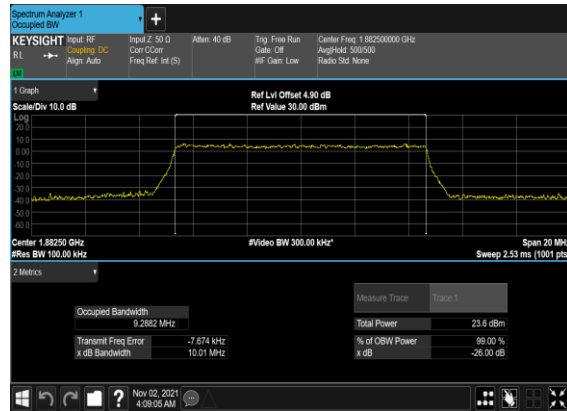 Spectrum Analyzer 1
Occupied BW
+
KEYSIGHT Input: RF Input Z: 50 Ω Atten: 40 dB Trig: Free Run Center Freq: 1.882500000 GHz
RL Coupling: DC Corr CCorr Gate: Off Avg|Hold: 500/500
Align: Auto Freq Ref: Int (S) #IF Gain: Low Radio Std: None
LW
1 Graph
Ref Lvl Offset 4.90 dB
Scale/Div 10.0 dB Ref Value 30.00 dBm
Log
20.0
10.0
0.00
-10.0
-20.0
-30.0
-40.0
-50.0
-60.0
Center 1.88250 GHz #Video BW 300.00 kHz* Span 20 MHz
#Res BW 100.00 kHz Sweep 2.53 ms (1001 pts)
2 Metrics
Measure Trace Trace 1
Occupied Bandwidth
9.2882 MHz Total Power 23.6 dBm
Transmit Freq Error -7.674 kHz % of OBW Power 99.00 %
x dB Bandwidth 10.01 MHz x dB -26.00 dB
? Nov 02, 2021
4:09:05 AM